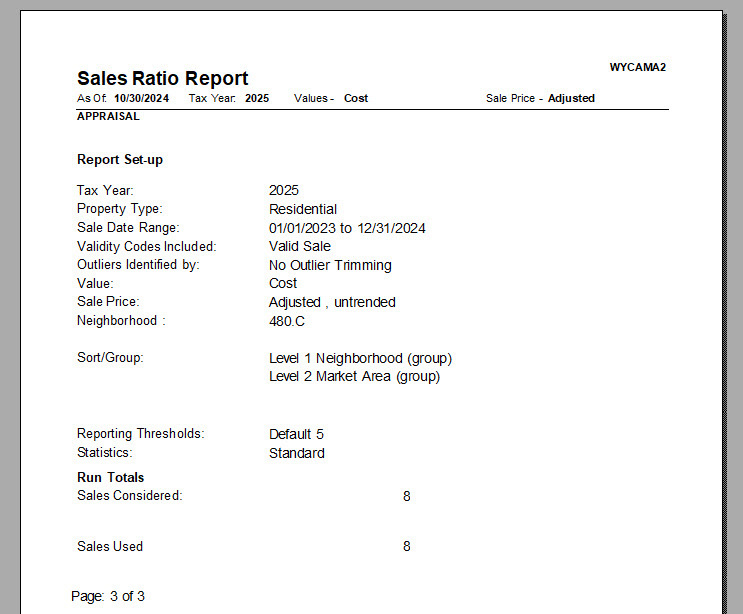 WYCAMA2
Sales Ratio Report
As Of: 10/30/2024 Tax Year: 2025 Values - Cost Sale Price - Adjusted
APPRAISAL
Report Set-up
Tax Year: 2025
Property Type: Residential
Sale Date Range: 01/01/2023 to 12/31/2024
Validity Codes Included: Valid Sale
Outliers Identified by: No Outlier Trimming
Value: Cost
Sale Price: Adjusted , untrended
Neighborhood : 480.C
Sort/Group: Level 1 Neighborhood (group)
Level 2 Market Area (group)
Reporting Thresholds: Default 5
Statistics: Standard
Run Totals
Sales Considered: 8
Sales Used 8
Page: 3 of 3